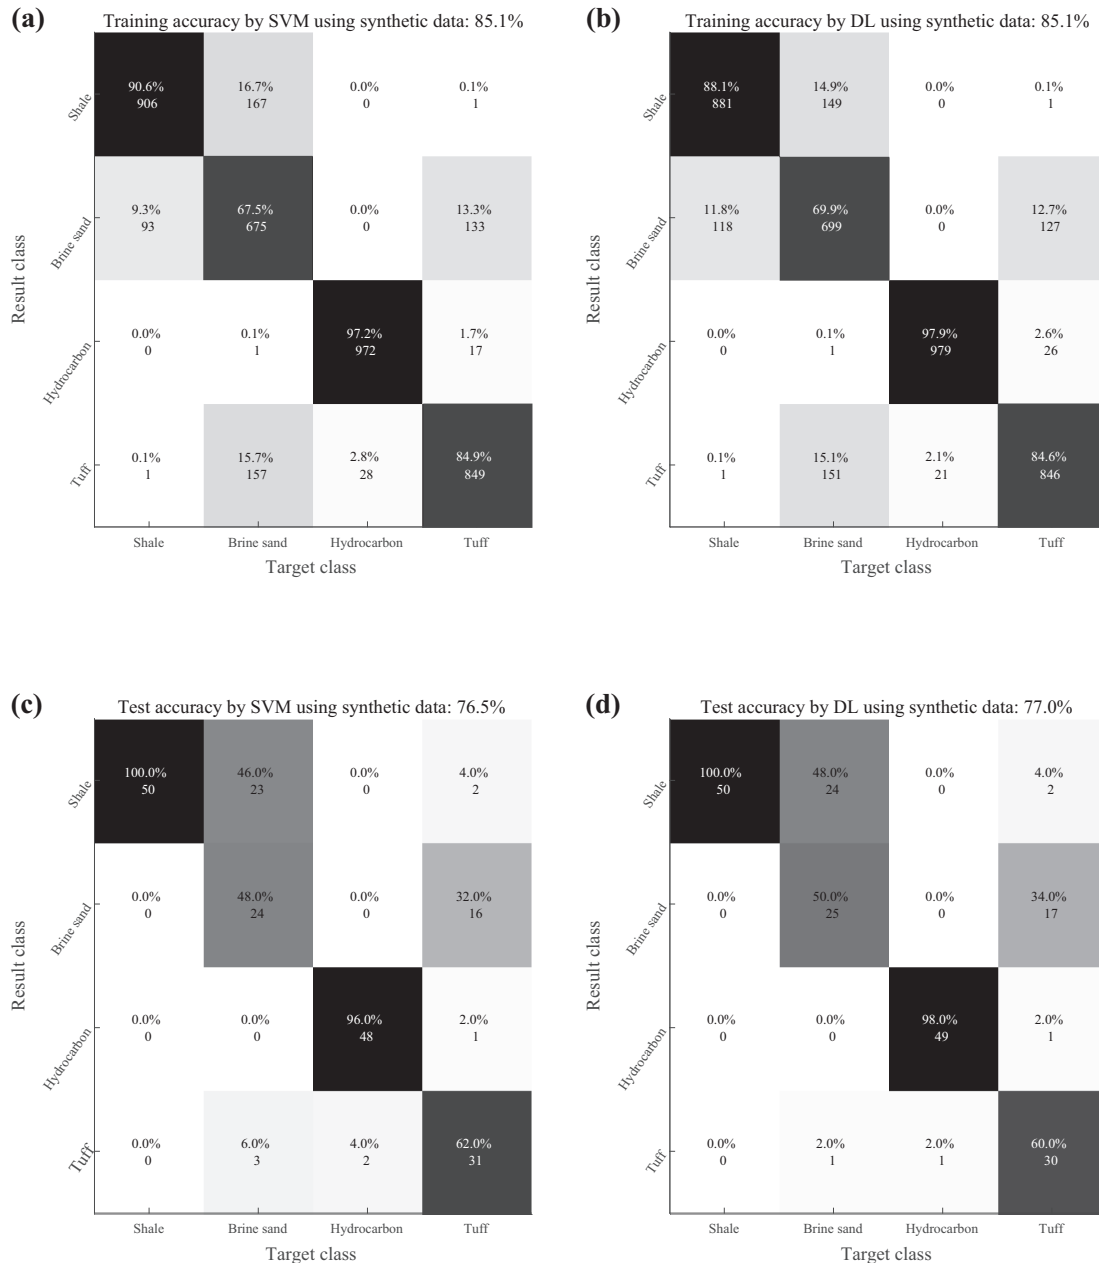 (a)
Training accuracy by SVM using synthetic data: 85.1%
Result class
Shale
90.6% 16.7% 0.0% 0.1%
906 167 0 1
Brine sand
9.3% 67.5% 0.0% 13.3%
93 675 0 133
Hydrocarbon
0.0% 0.1% 97.2% 1.7%
0 1 972 17
Tuff
0.1% 15.7% 2.8% 84.9%
1 157 28 849
Shale Brine sand Hydrocarbon Tuff
Target class
(b)
Training accuracy by DL using synthetic data: 85.1%
Result class
Shale
88.1% 14.9% 0.0% 0.1%
881 149 0 1
Brine sand
11.8% 69.9% 0.0% 12.7%
118 699 0 127
Hydrocarbon
0.0% 0.1% 97.9% 2.6%
0 1 979 26
Tuff
0.1% 15.1% 2.1% 84.6%
1 151 21 846
Shale Brine sand Hydrocarbon Tuff
Target class
(c)
Test accuracy by SVM using synthetic data: 76.5%
Result class
Shale
100.0% 46.0% 0.0% 4.0%
50 23 0 2
Brine sand
0.0% 48.0% 0.0% 32.0%
0 24 0 16
Hydrocarbon
0.0% 0.0% 96.0% 2.0%
0 0 48 1
Tuff
0.0% 6.0% 4.0% 62.0%
0 3 2 31
Shale Brine sand Hydrocarbon Tuff
Target class
(d)
Test accuracy by DL using synthetic data: 77.0%
Result class
Shale
100.0% 48.0% 0.0% 4.0%
50 24 0 2
Brine sand
0.0% 50.0% 0.0% 34.0%
0 25 0 17
Hydrocarbon
0.0% 0.0% 98.0% 2.0%
0 0 49 1
Tuff
0.0% 2.0% 2.0% 60.0%
0 1 1 30
Shale Brine sand Hydrocarbon Tuff
Target class